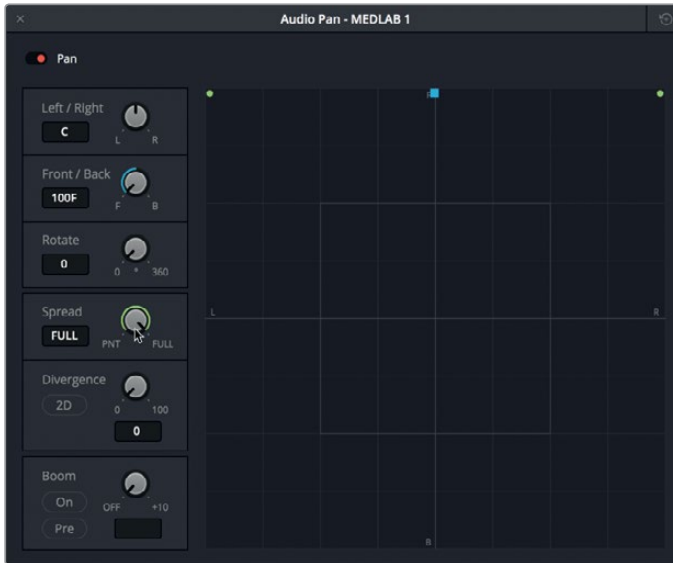 Audio Pan - MEDLAB 1
Pan
Left / Right
C
L R
Front / Back
100F
F B
Rotate
0
0 ° 360
Spread
FULL
PNT FULL
Divergence
2D
0 100
0
Boom
On
OFF +10
Pre
F
L
R
B